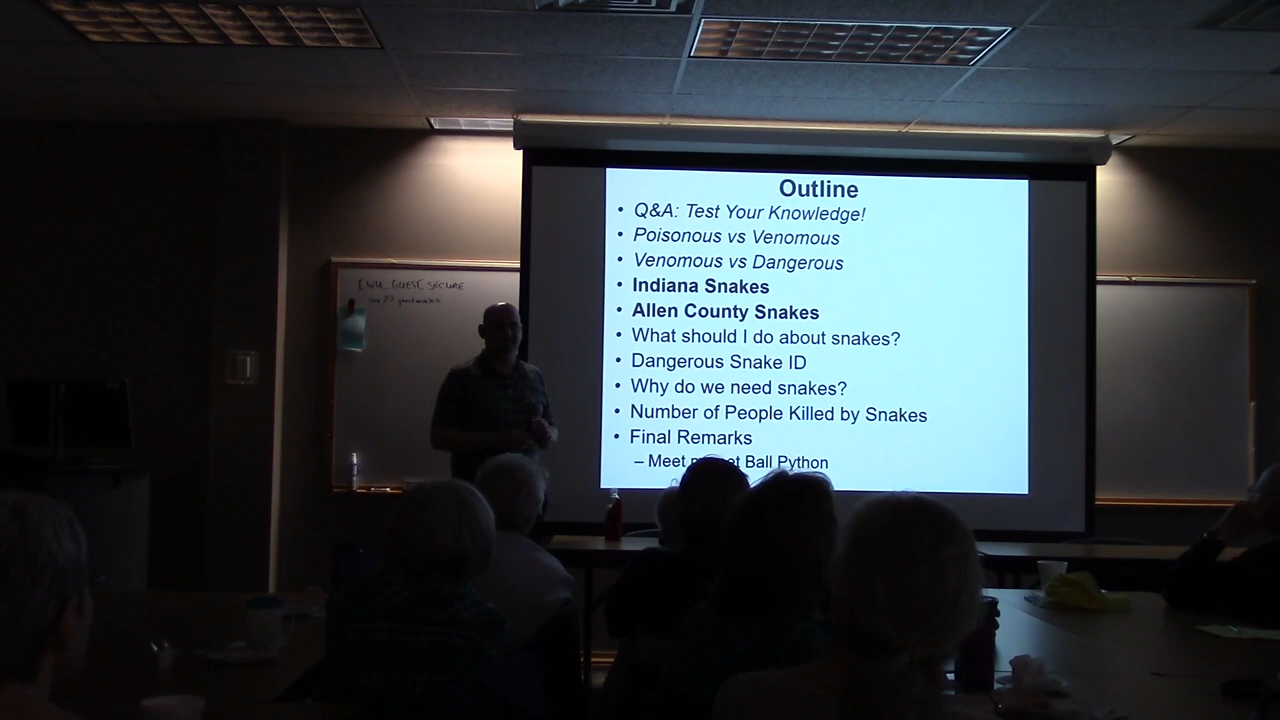 Outline
• Q&A: Test Your Knowledge!
• Poisonous vs Venomous
• Venomous vs Dangerous
• Indiana Snakes
• Allen County Snakes
• What should I do about snakes?
• Dangerous Snake ID
• Why do we need snakes?
• Number of People Killed by Snakes
• Final Remarks
– Meet Ball Python
IWU_GUEST_SECURE